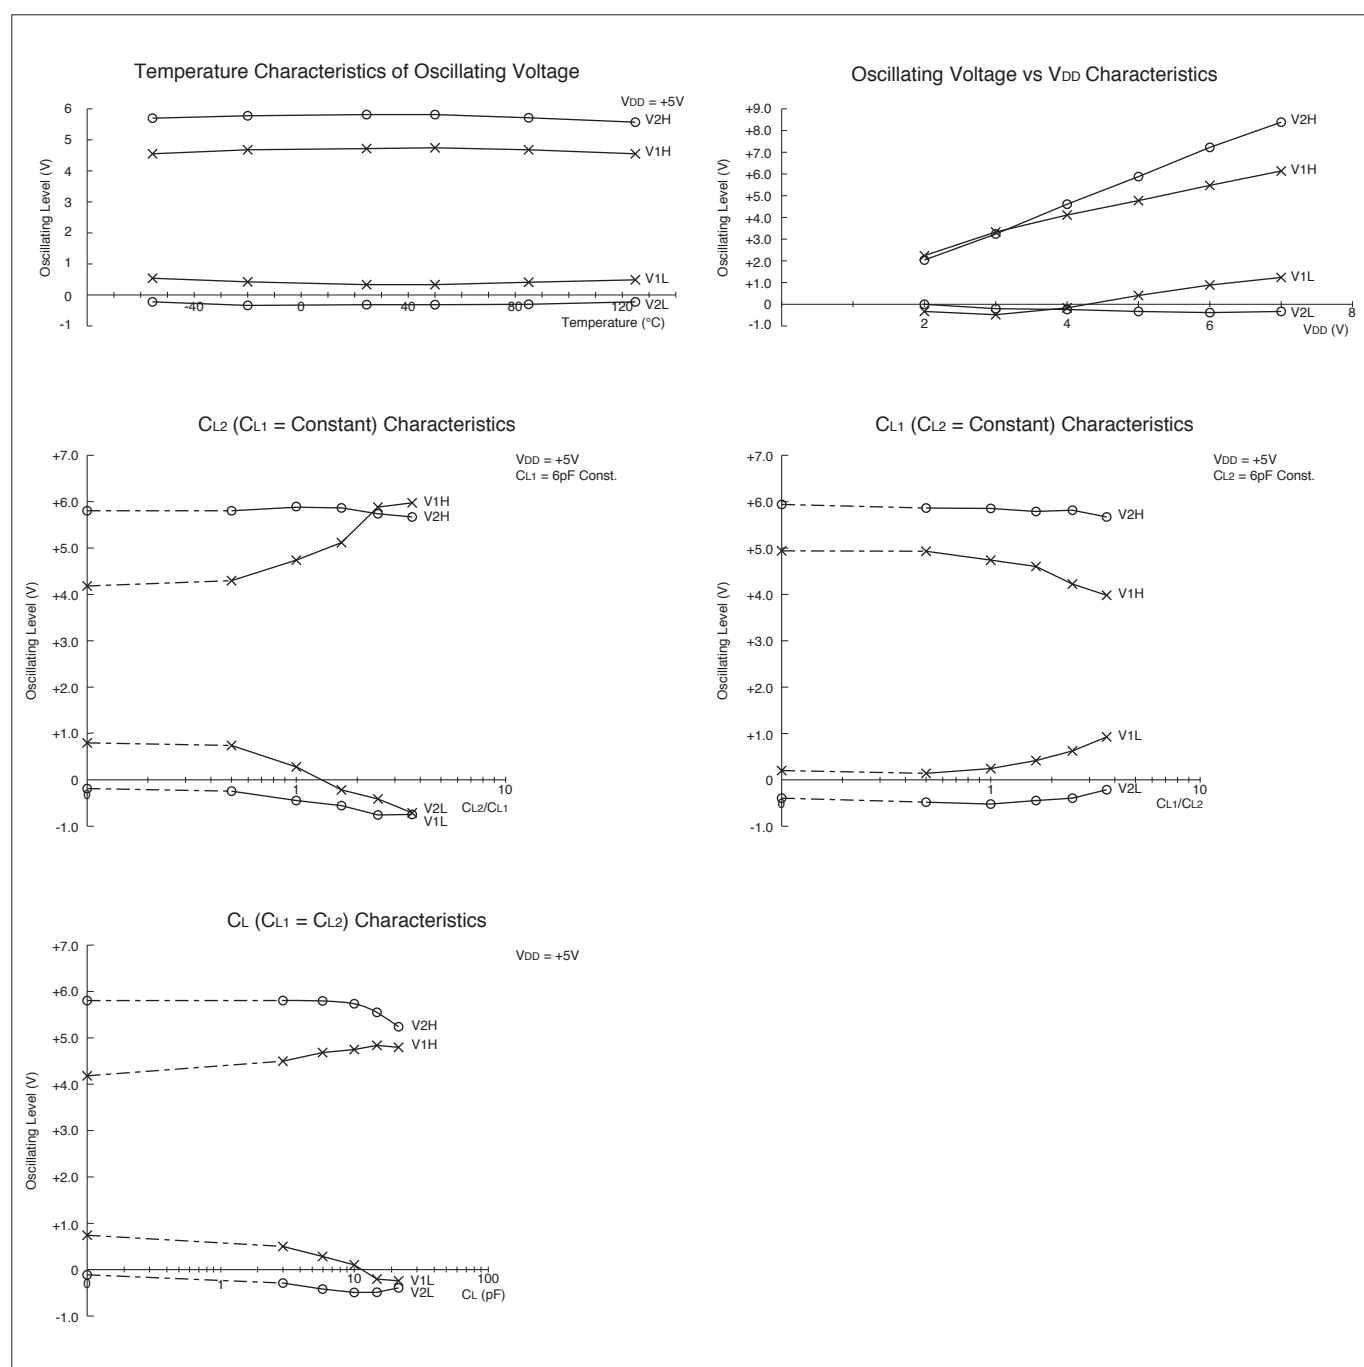 Temperature Characteristics of Oscillating Voltage
VDD = +5V
Oscillating Level (V)
6
5
4
3
2
1
0
-1
-40
0
40
80
120
Temperature (°C)
V2H
V1H
V1L
V2L
Oscillating Voltage vs VDD Characteristics
Oscillating Level (V)
+9.0
+8.0
+7.0
+6.0
+5.0
+4.0
+3.0
+2.0
+1.0
0
-1.0
2
4
6
8
VDD (V)
V2H
V1H
V1L
V2L
CL2 (CL1 = Constant) Characteristics
VDD = +5V
CL1 = 6pF Const.
Oscillating Level (V)
+7.0
+6.0
+5.0
+4.0
+3.0
+2.0
+1.0
0
-1.0
0
1
10
CL2/CL1
V1H
V2H
V2L
V1L
CL1 (CL2 = Constant) Characteristics
VDD = +5V
CL2 = 6pF Const.
Oscillating Level (V)
+7.0
+6.0
+5.0
+4.0
+3.0
+2.0
+1.0
0
-1.0
0
1
10
CL1/CL2
V2H
V1H
V1L
V2L
CL (CL1 = CL2) Characteristics
VDD = +5V
Oscillating Level (V)
+7.0
+6.0
+5.0
+4.0
+3.0
+2.0
+1.0
0
-1.0
0
1
10
100
CL (pF)
V2H
V1H
V1L
V2L